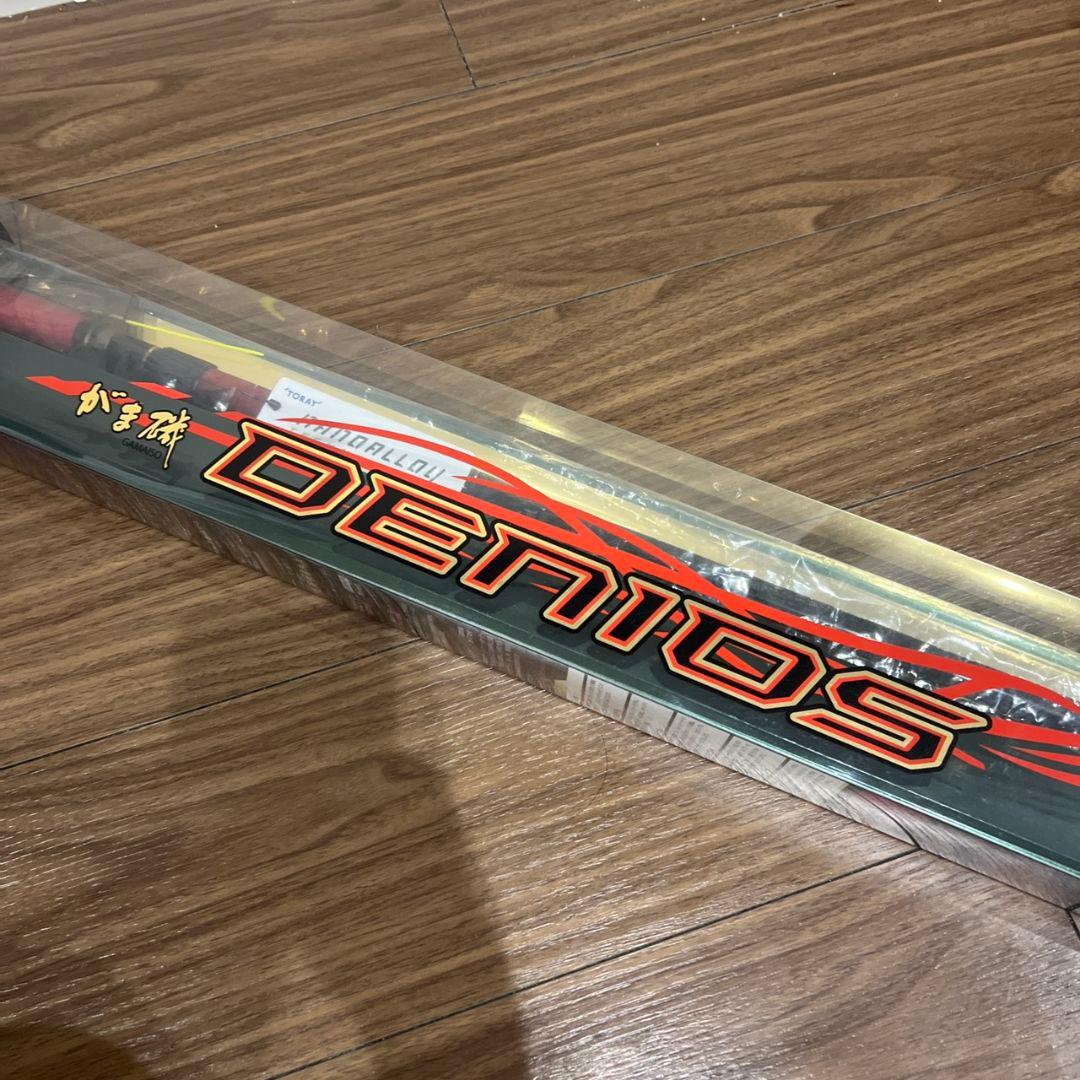 がま磯
GAMAISO
"TORAY"
NANOALLOY
DENIOS